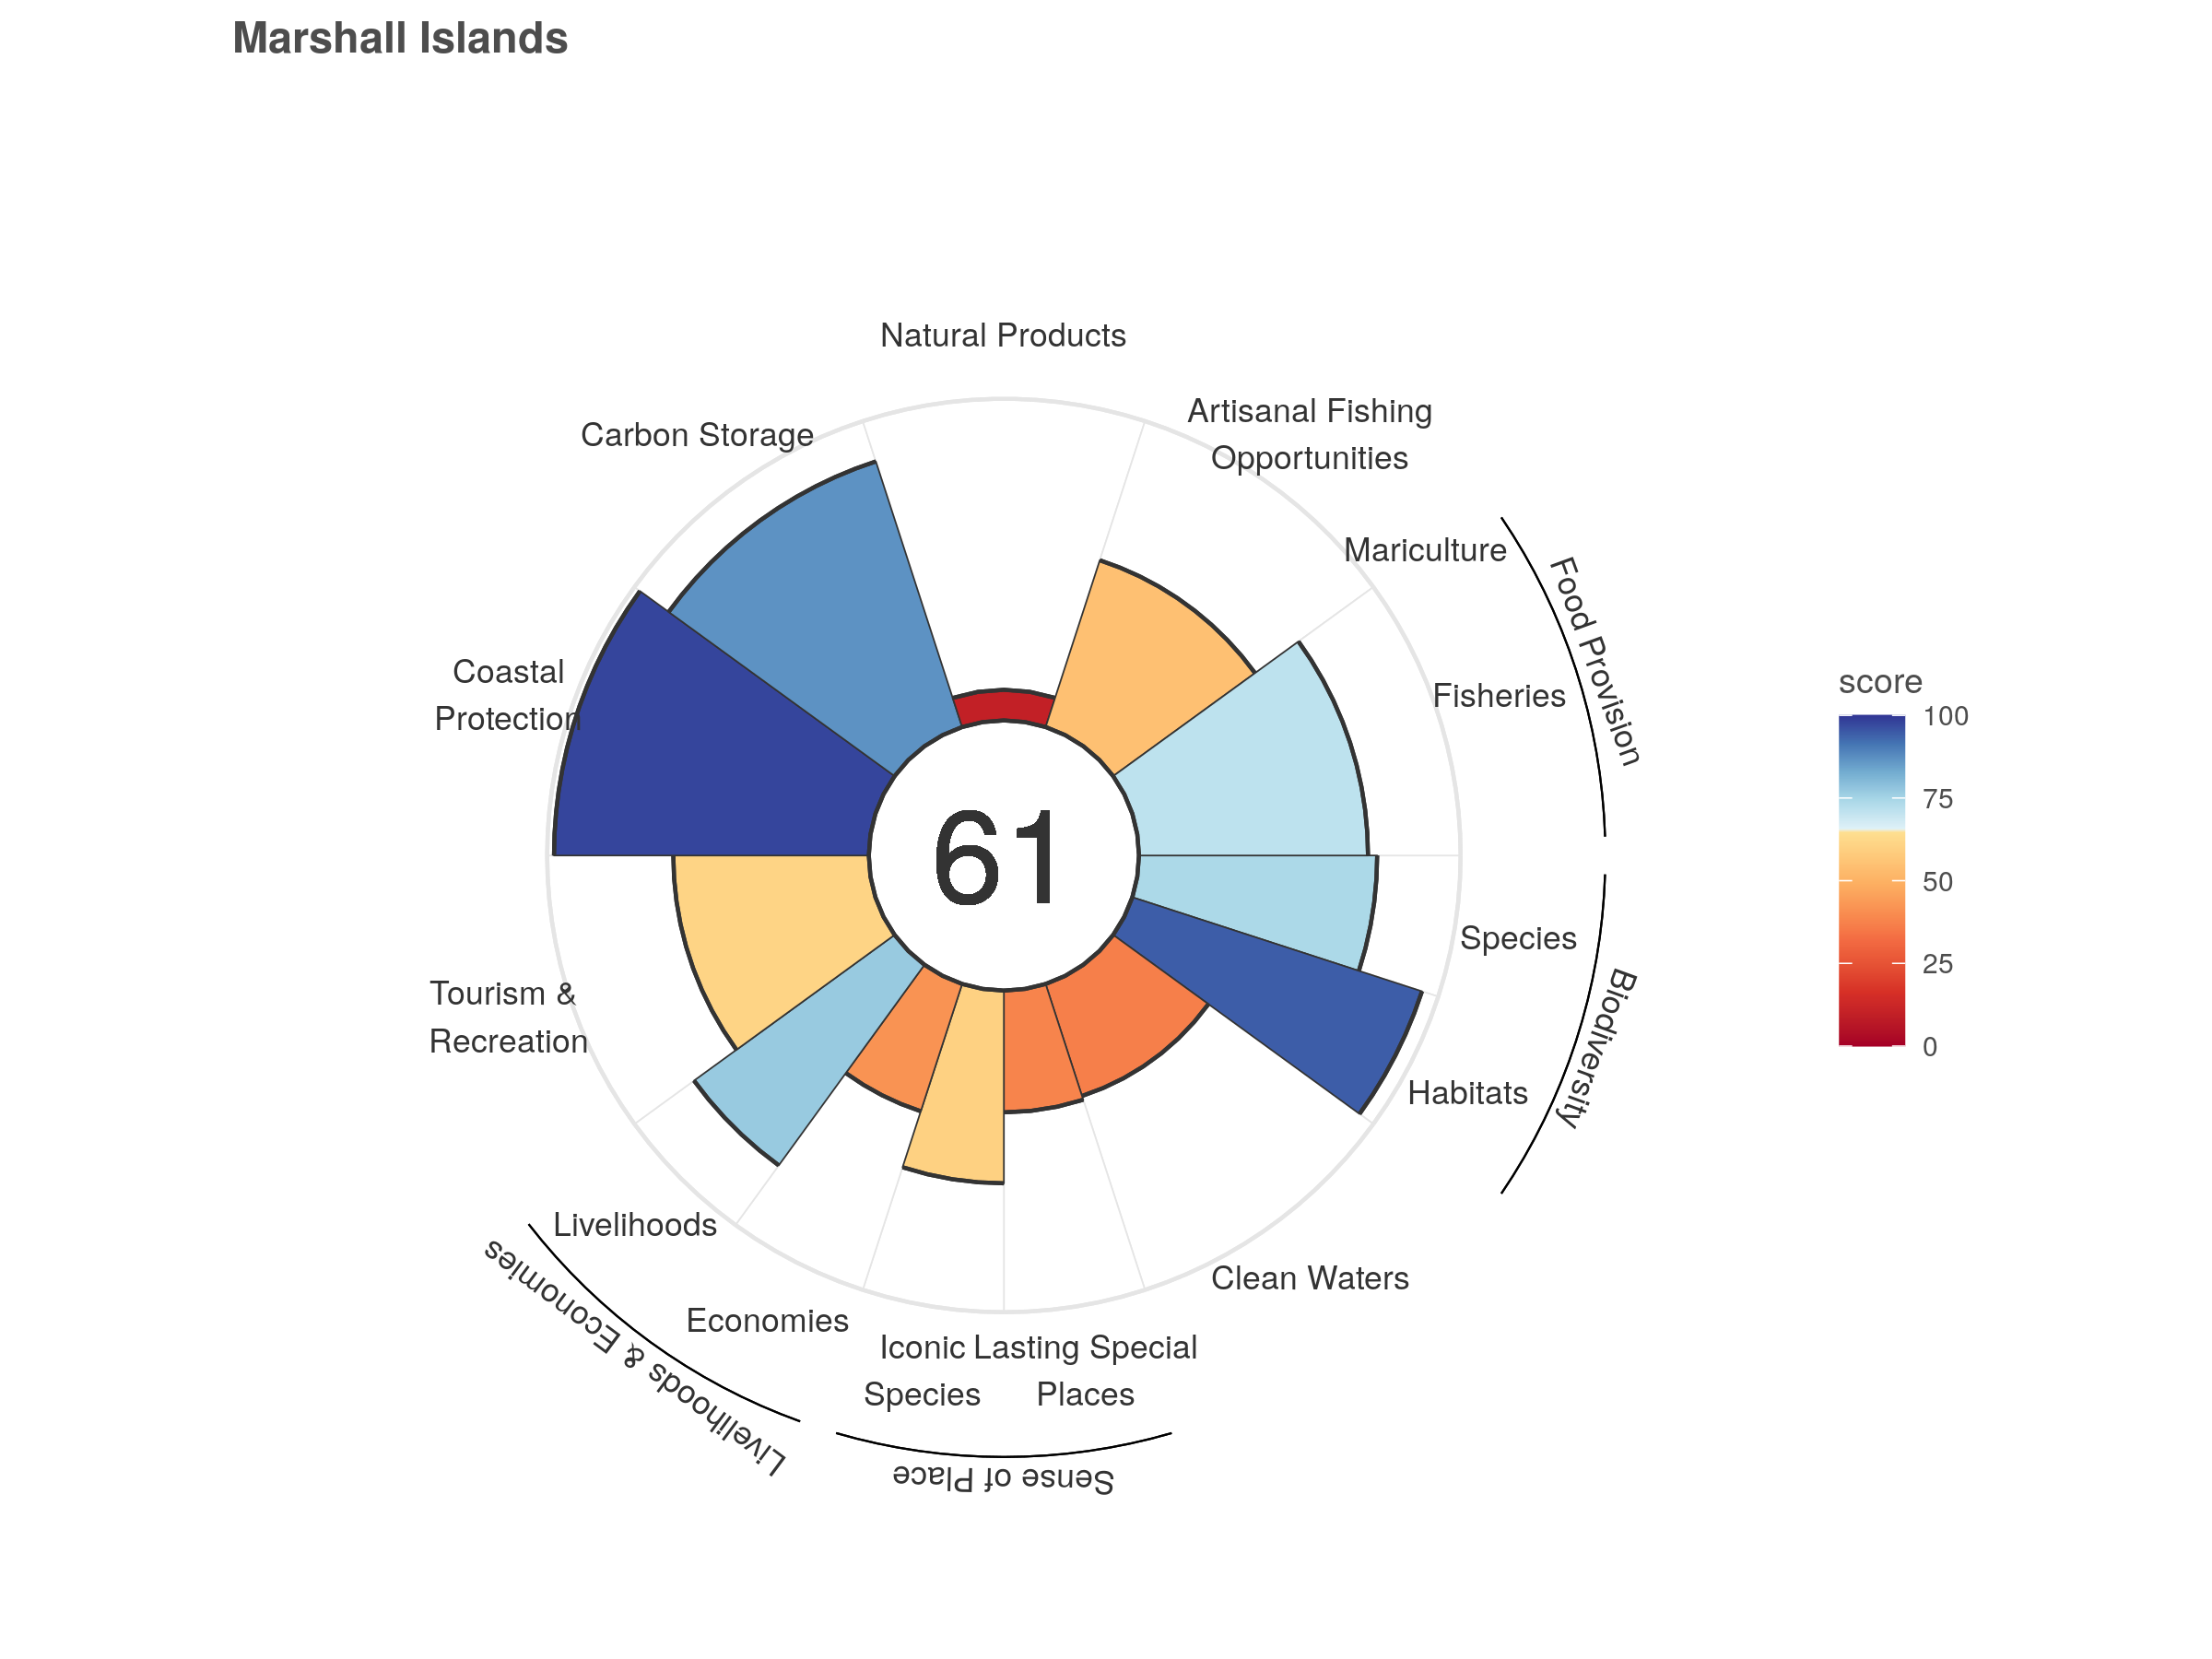 Marshall Islands
Natural Products
Artisanal Fishing
Opportunities
Carbon Storage
Mariculture
Food Provision
Fisheries
Coastal
Protection
score
100
75
50
25
0
61
Species
Biodiversity
Habitats
Tourism &
Recreation
Livelihoods
Livelihoods & Economies
Economies
Clean Waters
Iconic
Species
Lasting Special
Places
Sense of Place